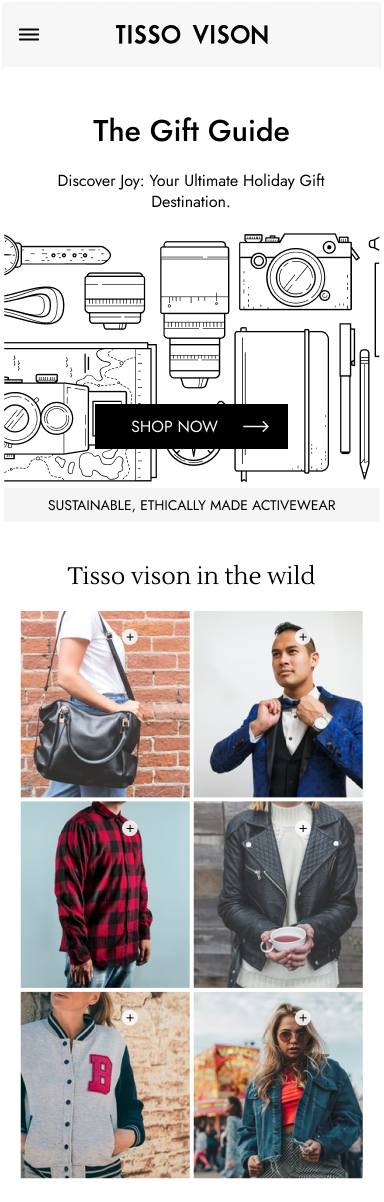 TISSO VISON
The Gift Guide
Discover Joy: Your Ultimate Holiday Gift
Destination.
SHOP NOW
SUSTAINABLE, ETHICALLY MADE ACTIVEWEAR
Tisso vison in the wild
B